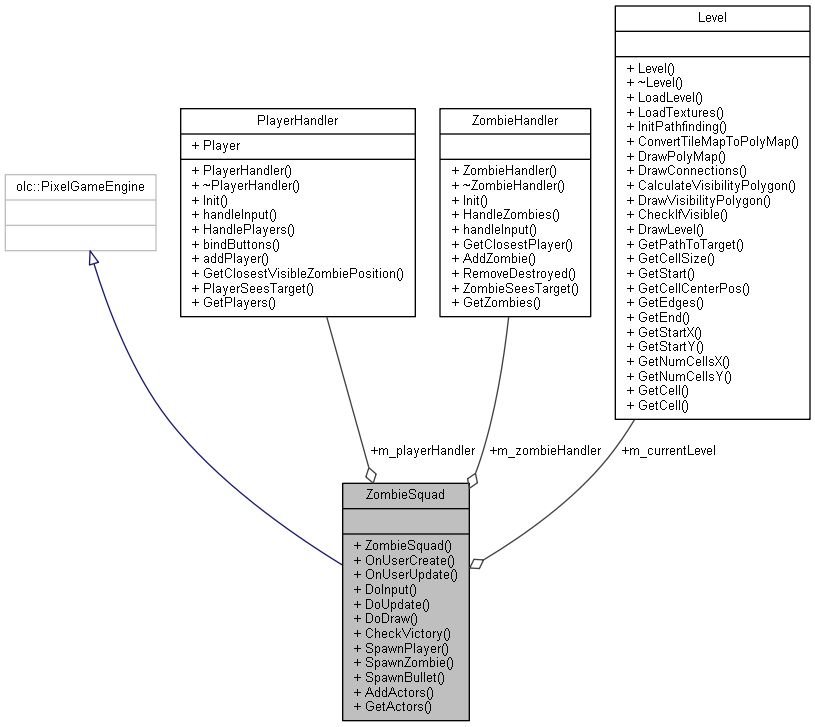 Level
+ Level()
+ ~Level()
+ LoadLevel()
+ LoadTextures()
+ InitPathfinding()
+ ConvertTileMapToPolyMap()
+ DrawPolyMap()
+ DrawConnections()
+ CalculateVisibilityPolygon()
+ DrawVisibilityPolygon()
+ CheckIfVisible()
+ DrawLevel()
+ GetPathToTarget()
+ GetCellSize()
+ GetStart()
+ GetCellCenterPos()
+ GetEdges()
+ GetEnd()
+ GetStartX()
+ GetStartY()
+ GetNumCellsX()
+ GetNumCellsY()
+ GetCell()
+ GetCell()
PlayerHandler
+ Player
+ PlayerHandler()
+ ~PlayerHandler()
+ Init()
+ handleInput()
+ HandlePlayers()
+ bindButtons()
+ addPlayer()
+ GetClosestVisibleZombiePosition()
+ PlayerSeesTarget()
+ GetPlayers()
ZombieHandler
+ ZombieHandler()
+ ~ZombieHandler()
+ Init()
+ HandleZombies()
+ handleInput()
+ GetClosestPlayer()
+ AddZombie()
+ RemoveDestroyed()
+ ZombieSeesTarget()
+ GetZombies()
olc::PixelGameEngine
+m_playerHandler
+m_zombieHandler
+m_currentLevel
ZombieSquad
+ ZombieSquad()
+ OnUserCreate()
+ OnUserUpdate()
+ DoInput()
+ DoUpdate()
+ DoDraw()
+ CheckVictory()
+ SpawnPlayer()
+ SpawnZombie()
+ SpawnBullet()
+ AddActors()
+ GetActors()